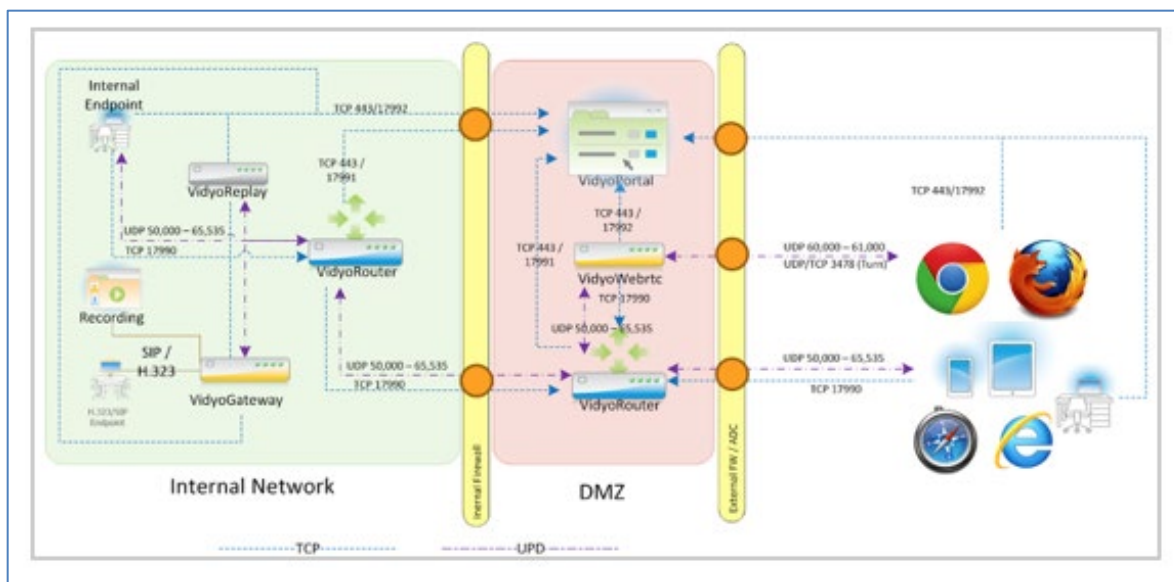 Internal
Endpoint
TCP 443/17992
TCP 443 /
17991
VidyoReplay
UDP 50,000 – 65,535
TCP 17990
VidyoRouter
Recording
SIP /
H.323
VidyoGateway
H.323/SIP
Endpoint
UDP 50,000 – 65,535
TCP 17990
Internal Network
Inernal Firewall
VidyoPortal
TCP 443 /
17992
TCP 443 /
17991
VidyoWebrtc
TCP 17990
UDP 50,000 – 65,535
VidyoRouter
DMZ
External FW / ADC
TCP 443/17992
UDP 60,000 – 61,000
UDP/TCP 3478 (Turn)
UDP 50,000 – 65,535
TCP 17990
TCP
UPD